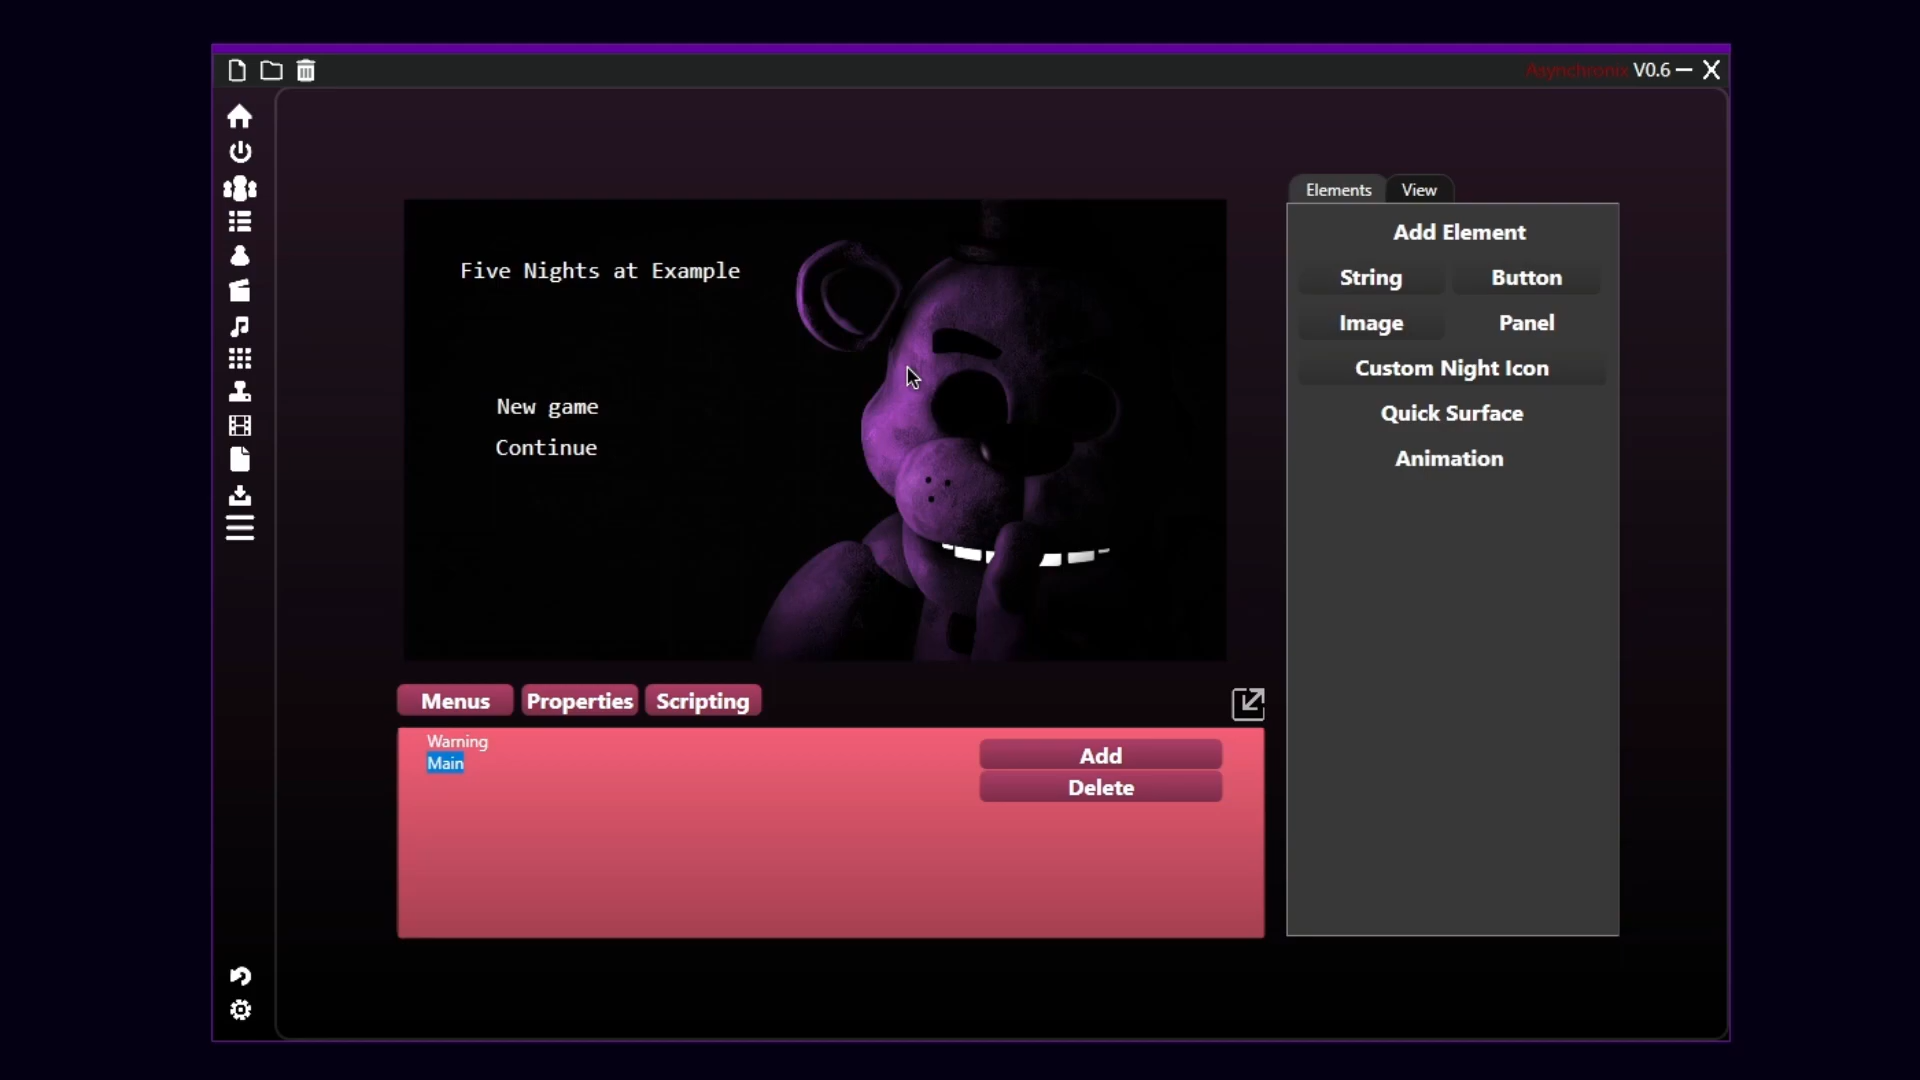 Asynchronix V0.6
Elements View
Add Element
String Button
Image Panel
Custom Night Icon
Quick Surface
Animation
Five Nights at Example
New game
Continue
Menus Properties Scripting
Warning
Main
Add
Delete